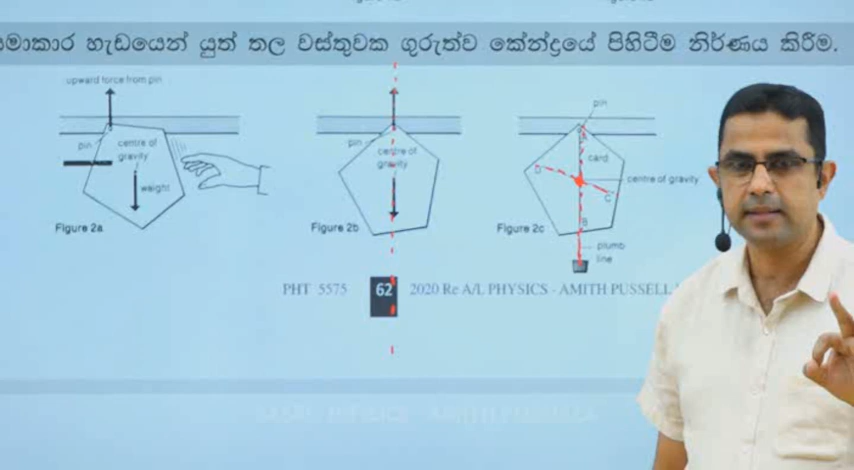 හැඩයෙන් යුත් තල වස්තුවක ගුරුත්ව කේන්ද්‍රයේ පිහිටීම නිර්ණය කිරීම.
upward force from pin
pin
centre of
gravity
weight
Figure 2a
pin
centre of
gravity
Figure 2b
pin
card
centre of gravity
D
C
B
plumb
line
Figure 2c
PHT 5575
62
2020 Re A/L PHYSICS - AMITH PUSSELL